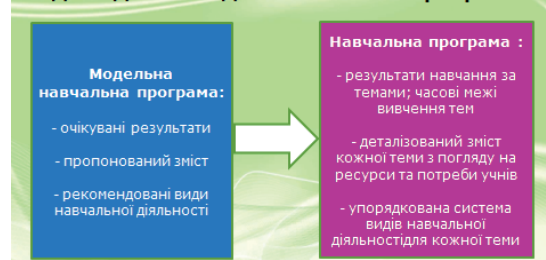 Модельна
навчальна програма:
- очікувані результати
- пропонований зміст
- рекомендовані види
навчальної діяльності
Навчальна програма :
- результати навчання за
темами; часові межі
вивчення тем
- деталізований зміст
кожної теми з погляду на
ресурси та потреби учнів
- упорядкована система
видів навчальної
діяльностідля кожної теми